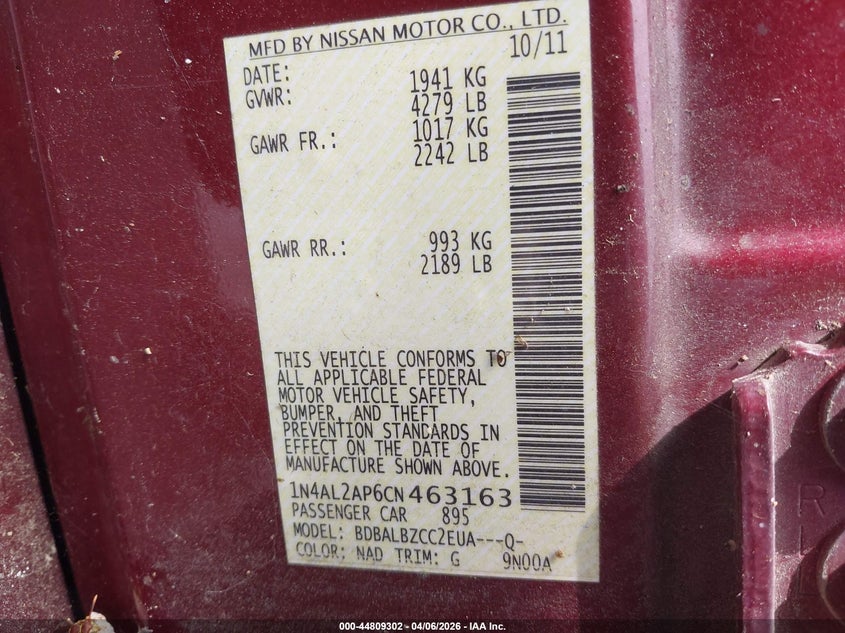 MFD BY NISSAN MOTOR CO., LTD.
DATE: 10/11
GVWR: 1941 KG
4279 LB
GAWR FR.: 1017 KG
2242 LB
GAWR RR.: 993 KG
2189 LB
THIS VEHICLE CONFORMS TO
ALL APPLICABLE FEDERAL
MOTOR VEHICLE SAFETY,
BUMPER, AND THEFT
PREVENTION STANDARDS IN
EFFECT ON THE DATE OF
MANUFACTURE SHOWN ABOVE.
1N4AL2AP6CN463163
PASSENGER CAR 895
MODEL: BDBALBZCC2EUA---Q-
COLOR: NAD TRIM: G 9N00A
000-44809302 - 04/06/2026 - IAA Inc.